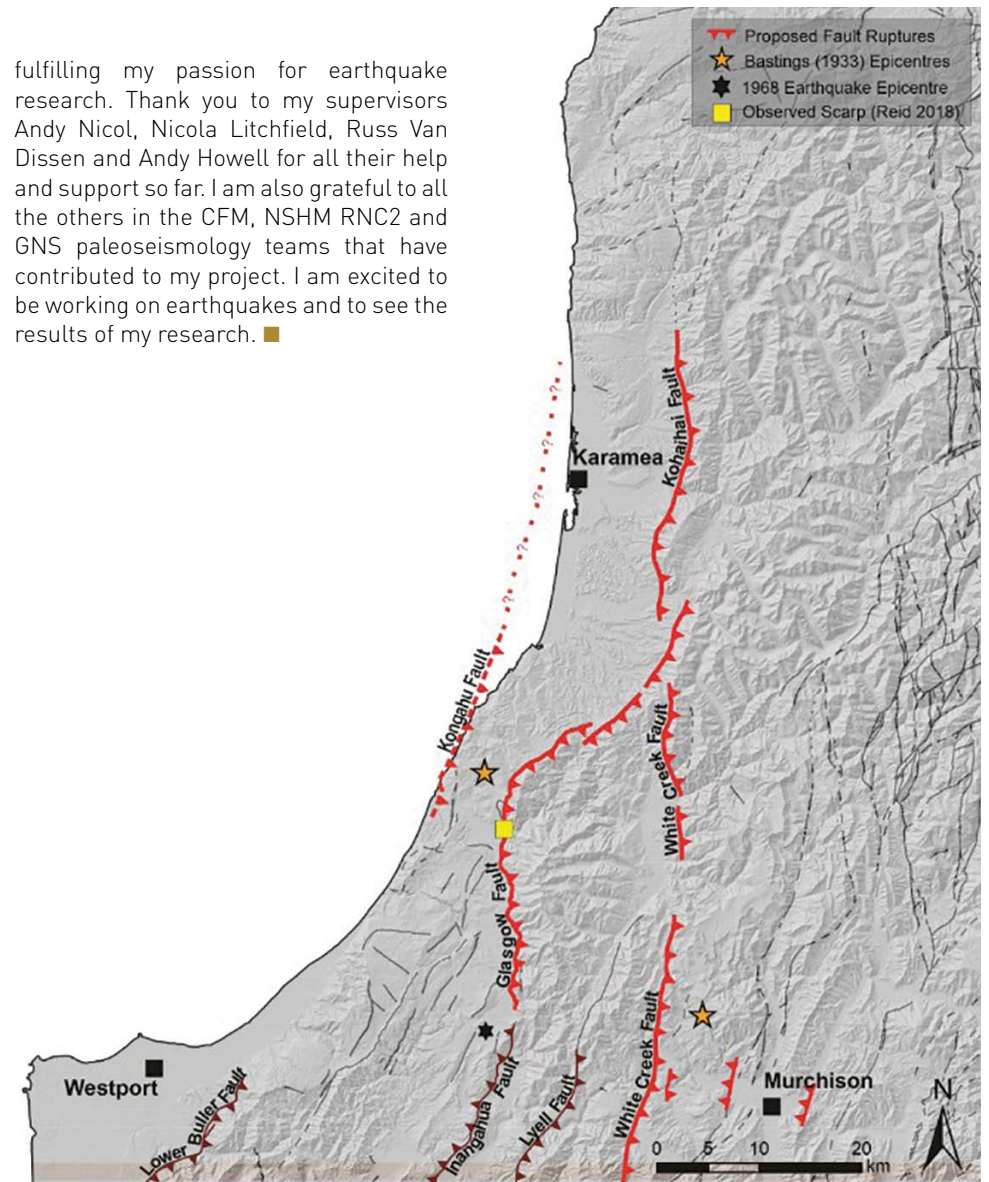 fulfilling my passion for earthquake
research. Thank you to my supervisors
Andy Nicol, Nicola Litchfield, Russ Van
Dissen and Andy Howell for all their help
and support so far. I am also grateful to all
the others in the CFM, NSHM RNC2 and
GNS paleoseismology teams that have
contributed to my project. I am excited to
be working on earthquakes and to see the
results of my research.
Proposed Fault Ruptures
Bastings (1933) Epicentres
1968 Earthquake Epicentre
Observed Scarp (Reid 2018)
Kohaihai Fault
Karamea
?
?
?
?
?
Kongahu Fault
White Creek Fault
Glasgow Fault
White Creek Fault
Westport
Lower Buller Fault
Inangahua Fault
Lyell Fault
Murchison
N
0 5 10 20
km